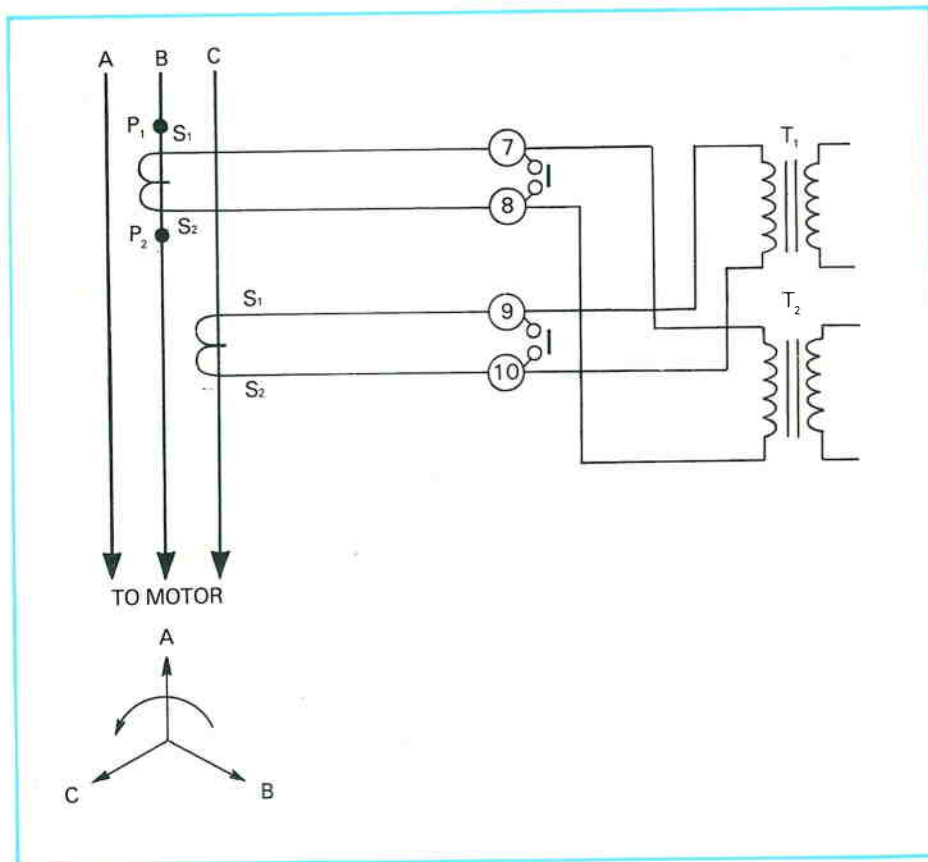 A B C
P₁ S₁
7
T₁
8
P₂ S₂
S₁
9
T₂
10
S₂
TO MOTOR
A
C B